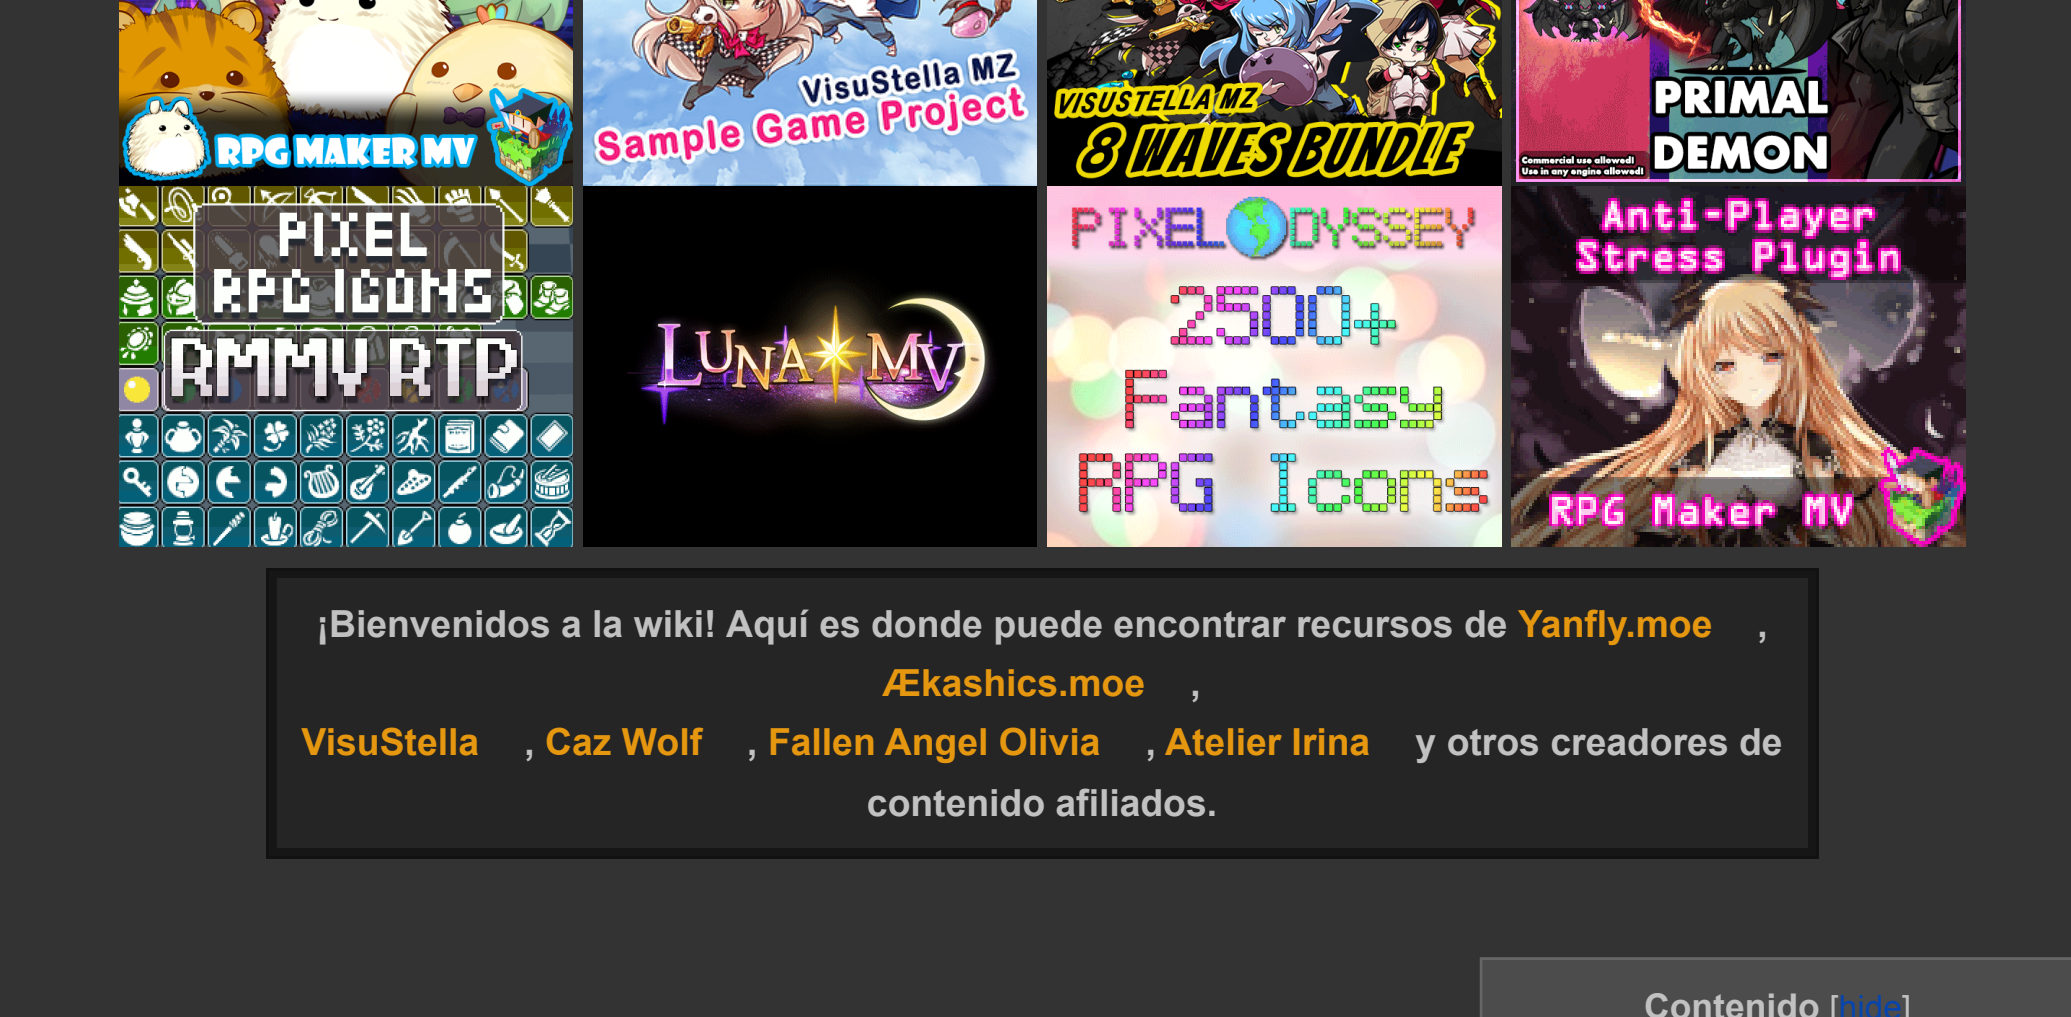 RPG MAKER MV
VisuStella MZ
Sample Game Project
VISUSTELLA MZ
8 WAVES BUNDLE
PRIMAL
DEMON
Commercial use allowed!
Use in any engine allowed!
PIXEL
RPG ICONS
RMMV RTP
LUNA MV
PIXEL ODYSSEY
2500+
Fantasy
RPG Icons
Anti-Player
Stress Plugin
RPG Maker MV
¡Bienvenidos a la wiki! Aquí es donde puede encontrar recursos de Yanfly.moe ,
Ækashics.moe ,
VisuStella , Caz Wolf , Fallen Angel Olivia , Atelier Irina y otros creadores de
contenido afiliados.
Contenido [hide]